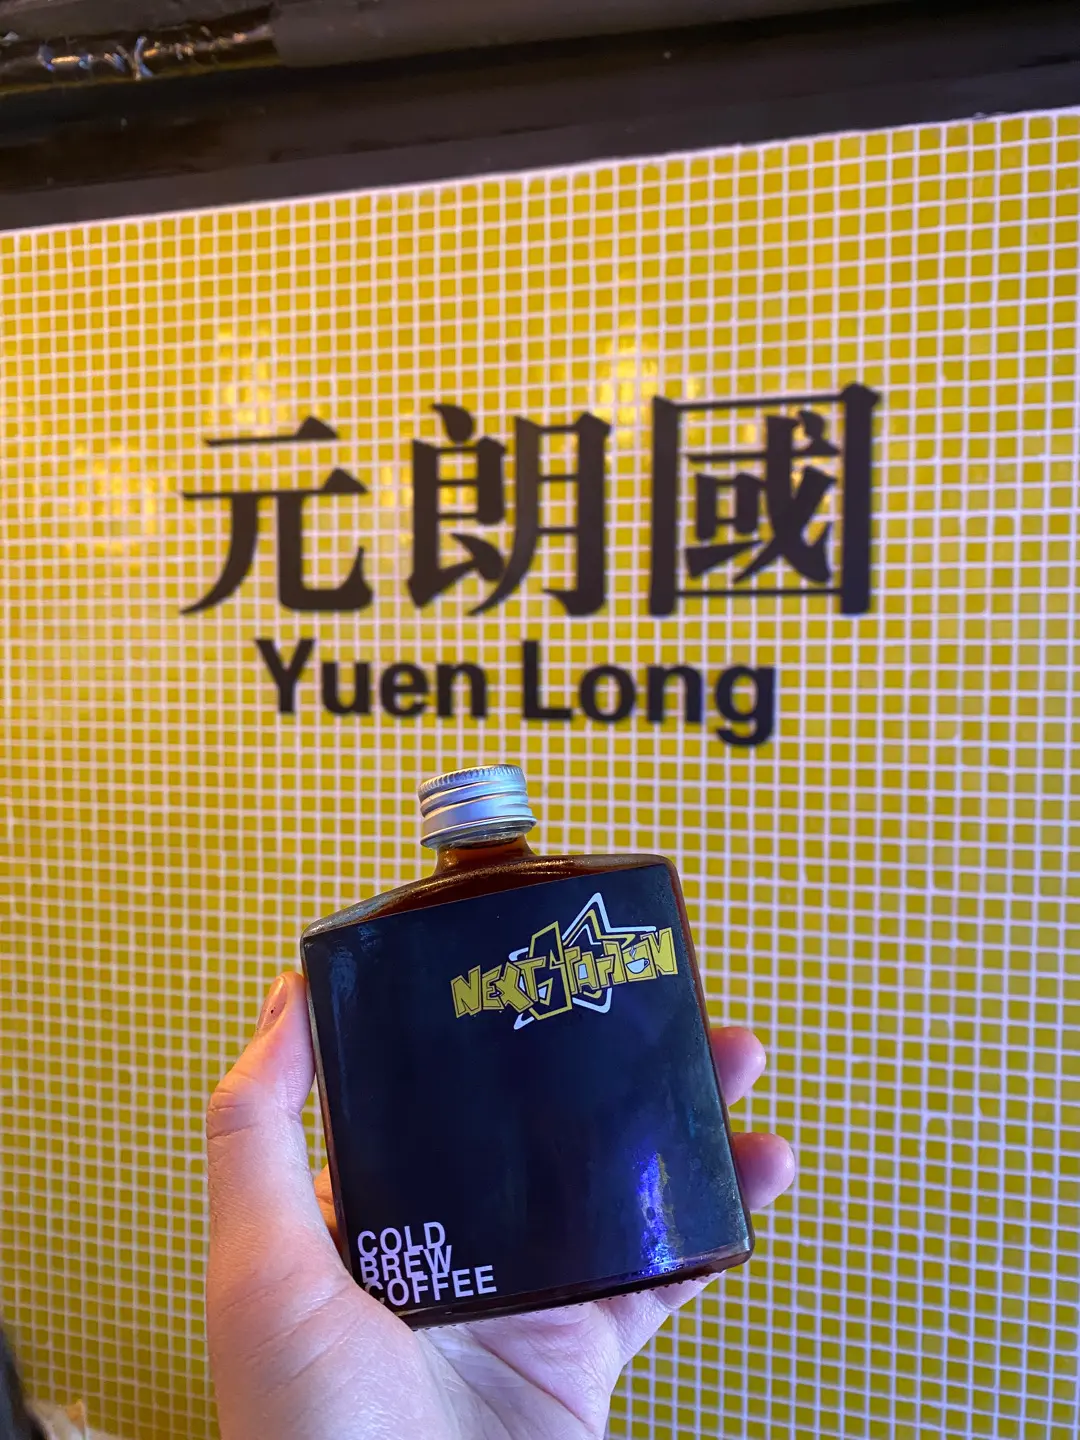 元朗國
Yuen Long
NEXT STATION
COLD
BREW
COFFEE